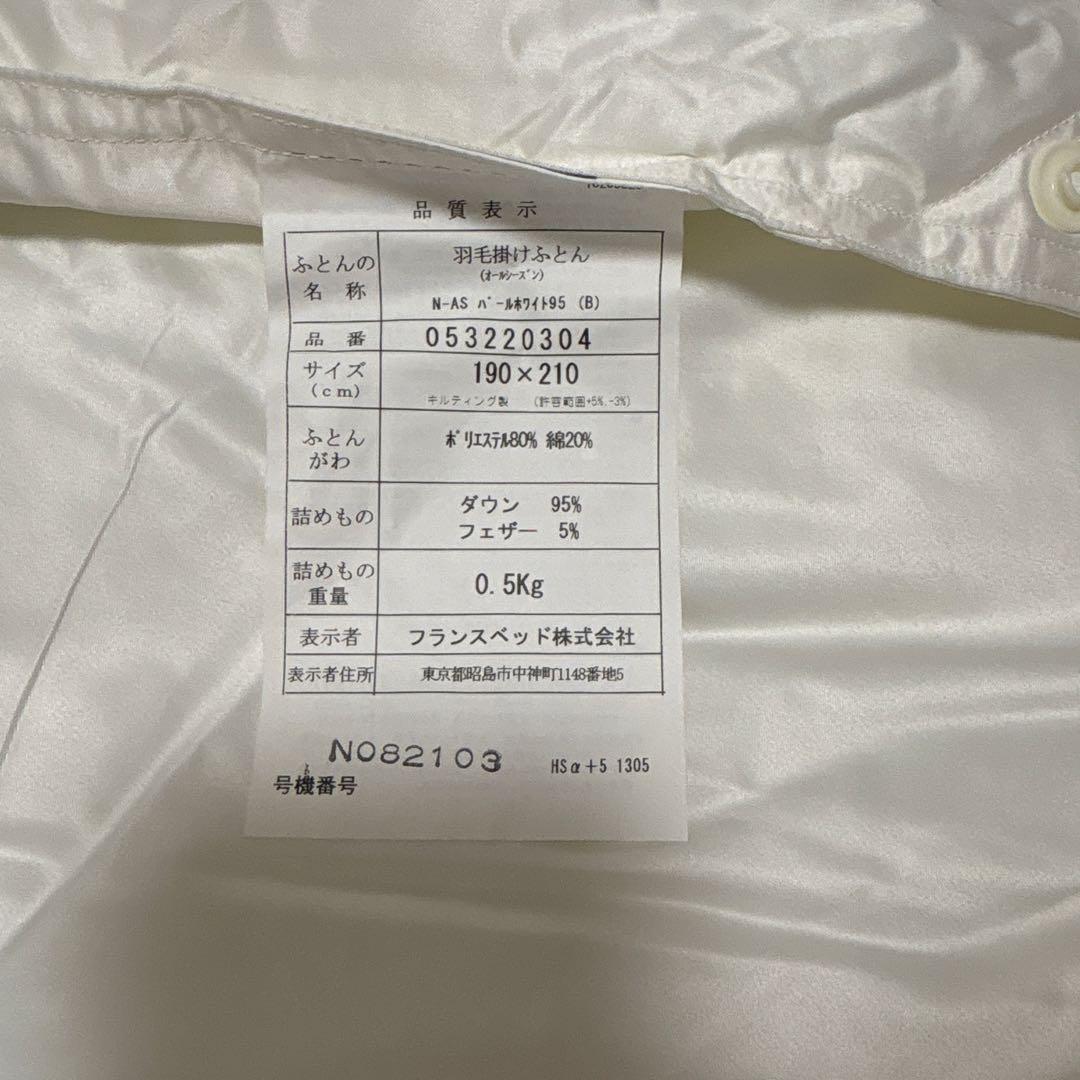 品質表示
ふとんの
名 称
羽毛掛けふとん
(オールシーズン)
N-AS パールホワイト95 (B)
品 番
053220304
サイズ
(cm)
190×210
キルティング製 (許容範囲+5%.-3%)
ふとん
がわ
ポリエステル80% 綿20%
詰めもの
ダウン 95%
フェザー 5%
詰めもの
重量
0.5Kg
表示者
フランスベッド株式会社
表示者住所
東京都昭島市中神町1148番地5
N082103
号機番号
HSα+5 1305